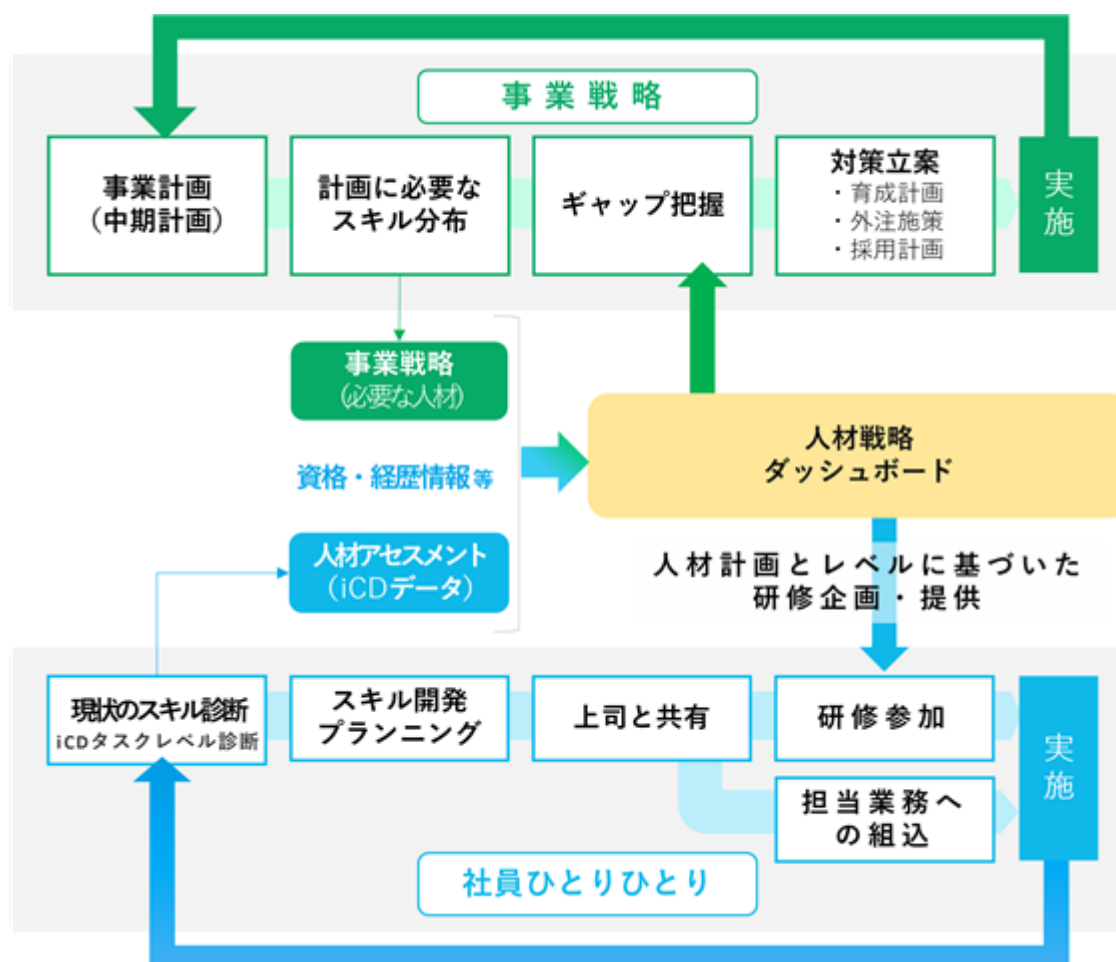 事業戦略
事業計画
（中期計画）
計画に必要な
スキル分布
ギャップ把握
対策立案
・育成計画
・外注施策
・採用計画
実施
事業戦略
（必要な人材）
資格・経歴情報等
人材アセスメント
（iCDデータ）
人材戦略
ダッシュボード
人材計画とレベルに基づいた
研修企画・提供
現状のスキル診断
iCDタスクレベル診断
スキル開発
プランニング
上司と共有
研修参加
担当業務へ
の組込
実施
社員ひとりひとり